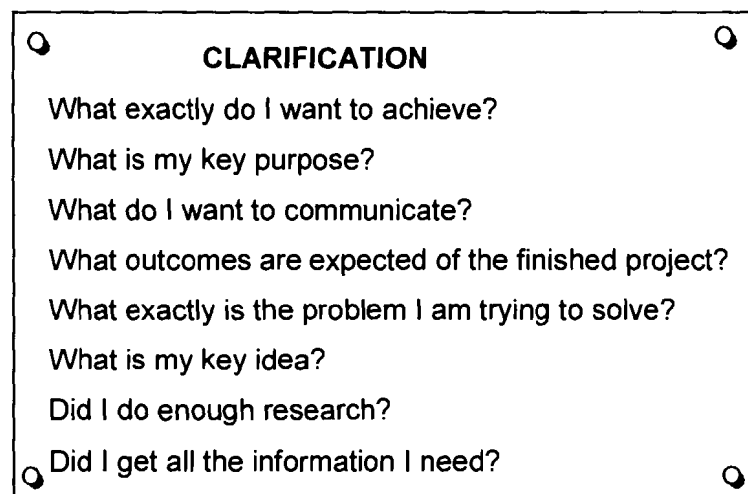 CLARIFICATION
What exactly do I want to achieve?
What is my key purpose?
What do I want to communicate?
What outcomes are expected of the finished project?
What exactly is the problem I am trying to solve?
What is my key idea?
Did I do enough research?
Did I get all the information I need?